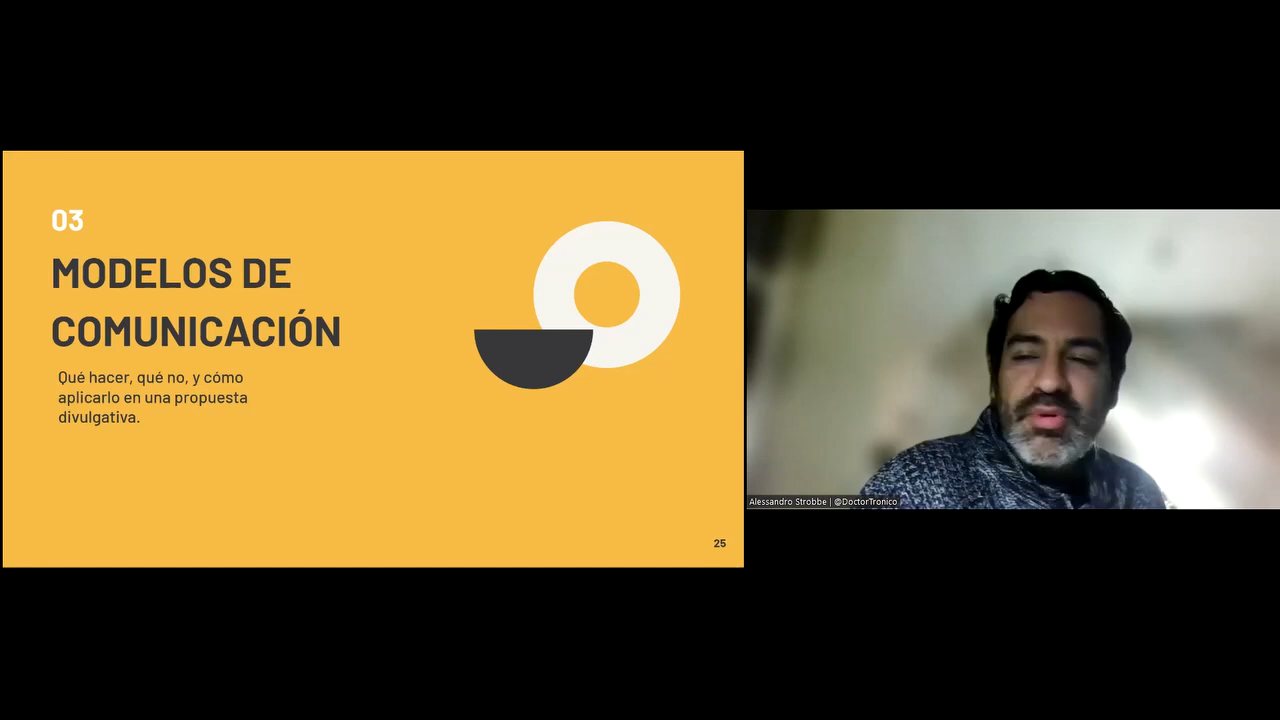 03
MODELOS DE
COMUNICACIÓN
Qué hacer, qué no, y cómo
aplicarlo en una propuesta
divulgativa.
25
Alessandro Strobbe | @DoctorTronico